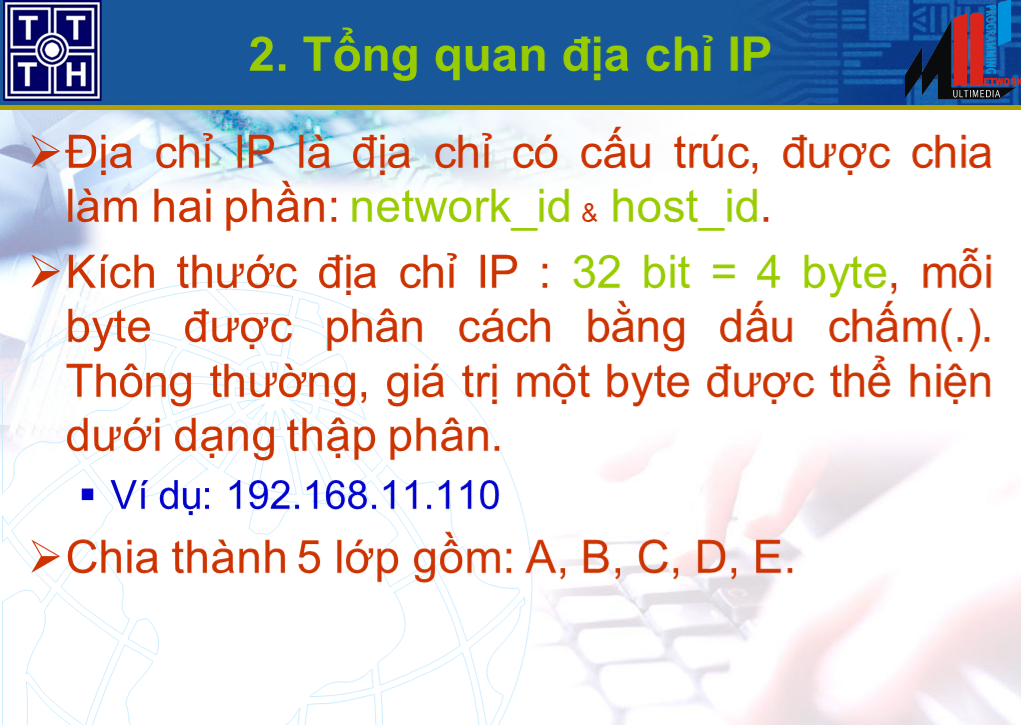 T T
T H
2. Tổng quan địa chỉ IP
PROGRAMMING
NETWORK
ULTIMEDIA
➢Địa chỉ IP là địa chỉ có cấu trúc, được chia
làm hai phần: network_id & host_id.
➢Kích thước địa chỉ IP : 32 bit = 4 byte, mỗi
byte được phân cách bằng dấu chấm(.).
Thông thường, giá trị một byte được thể hiện
dưới dạng thập phân.
▪ Ví dụ: 192.168.11.110
➢Chia thành 5 lớp gồm: A, B, C, D, E.